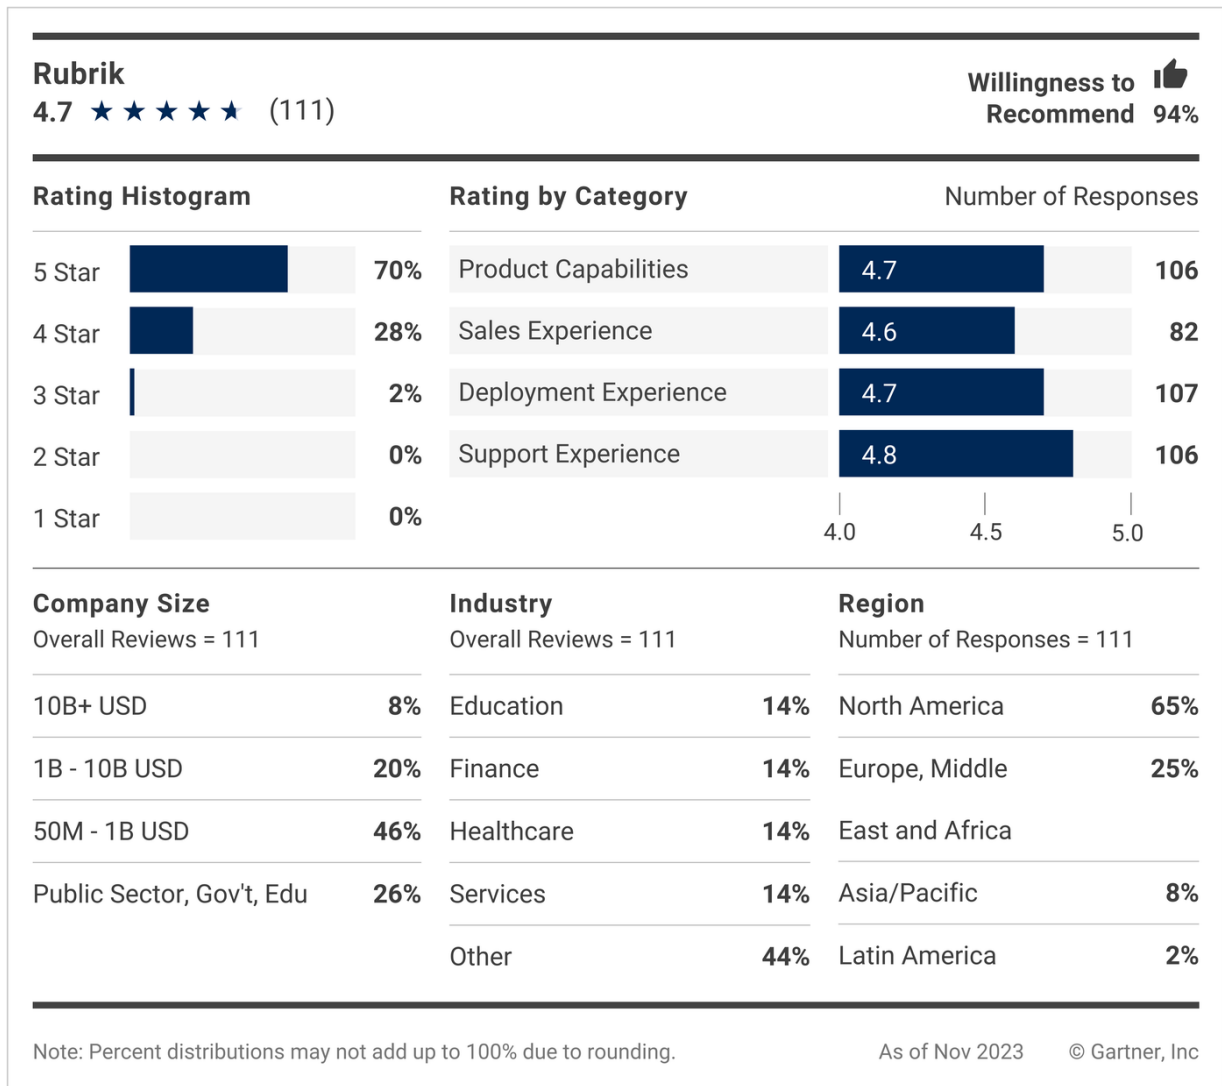 Rubrik
4.7 (111)
Willingness to
Recommend 94%
Rating Histogram
5 Star 70%
4 Star 28%
3 Star 2%
2 Star 0%
1 Star 0%
Rating by Category Number of Responses
Product Capabilities 4.7 106
Sales Experience 4.6 82
Deployment Experience 4.7 107
Support Experience 4.8 106
4.0 4.5 5.0
Company Size
Overall Reviews = 111
10B+ USD 8%
1B - 10B USD 20%
50M - 1B USD 46%
Public Sector, Gov't, Edu 26%
Industry
Overall Reviews = 111
Education 14%
Finance 14%
Healthcare 14%
Services 14%
Other 44%
Region
Number of Responses = 111
North America 65%
Europe, Middle 25%
East and Africa
Asia/Pacific 8%
Latin America 2%
Note: Percent distributions may not add up to 100% due to rounding.
As of Nov 2023 © Gartner, Inc